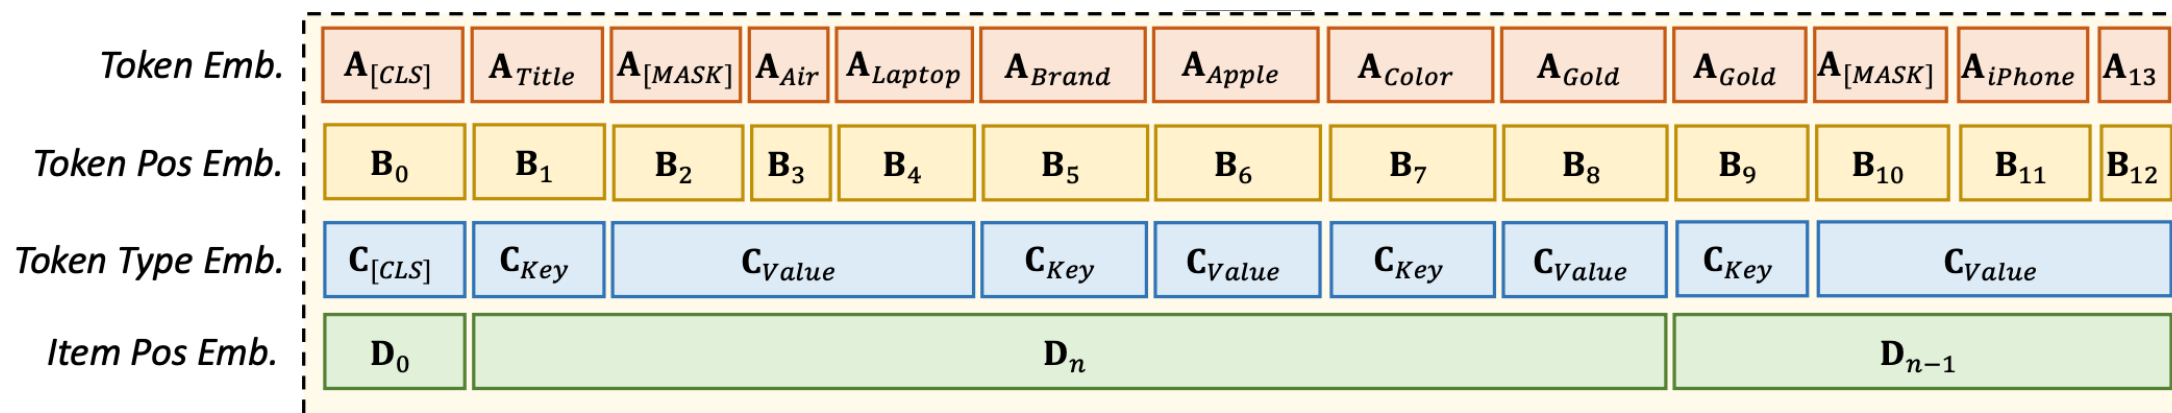 Token Emb. A[CLS] ATitle A[MASK] AAir ALaptop ABrand AApple AColor AGold AGold A[MASK] AiPhone A13
Token Pos Emb. B0 B1 B2 B3 B4 B5 B6 B7 B8 B9 B10 B11 B12
Token Type Emb. C[CLS] CKey CValue CKey CValue CKey CValue CKey CValue
Item Pos Emb. D0 Dn Dn−1